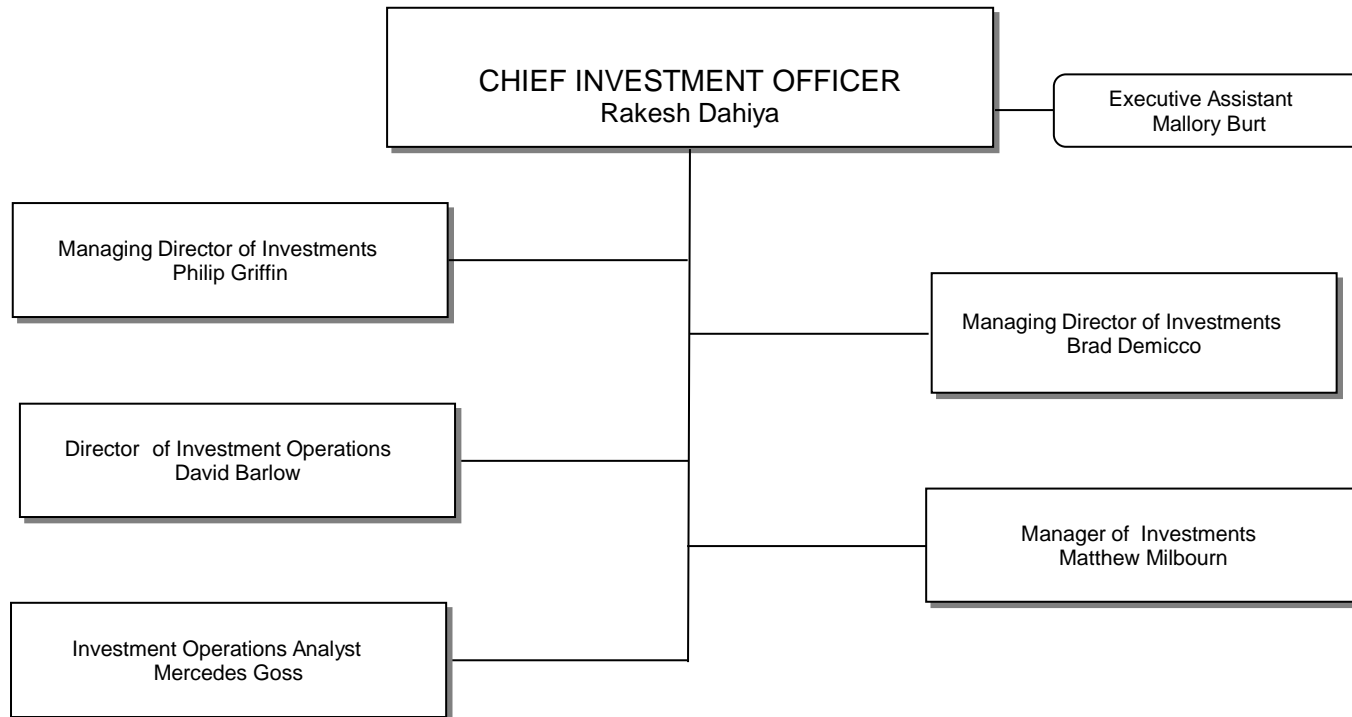 CHIEF INVESTMENT OFFICER
Rakesh Dahiya
Executive Assistant
Mallory Burt
Managing Director of Investments
Philip Griffin
Managing Director of Investments
Brad Demicco
Director of Investment Operations
David Barlow
Manager of Investments
Matthew Milbourn
Investment Operations Analyst
Mercedes Goss